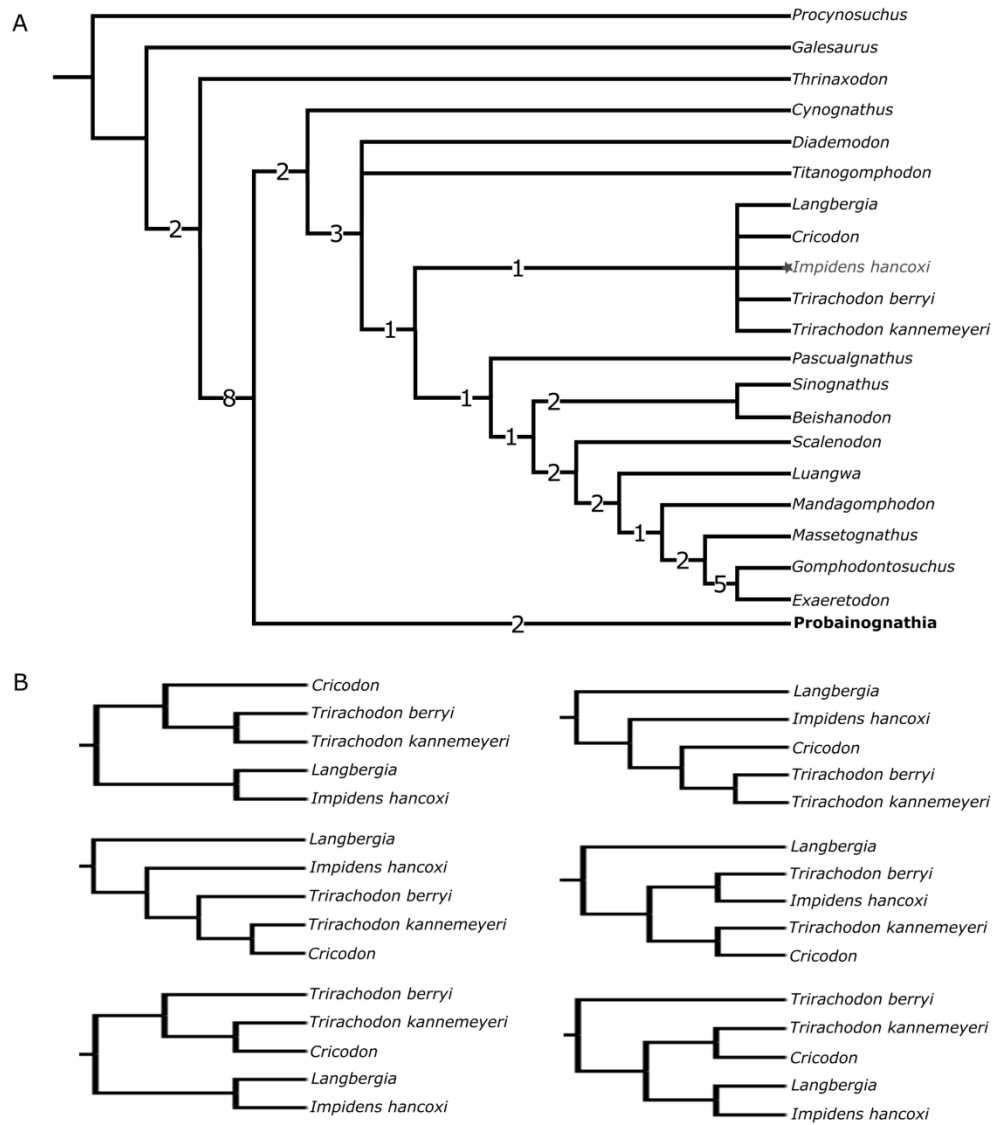 A
Procynosuchus
Galesaurus
Thrinaxodon
Cynognathus
2
Diademodon
Titanogomphodon
Langbergia
2
3
Cricodon
1
Impidens hancoxi
Trirachodon berryi
1
Trirachodon kannemeyeri
Pascualgnathus
8
1
Sinognathus
2
Beishanodon
1
Scalenodon
2
Luangwa
2
Mandagomphodon
1
Massetognathus
2
Gomphodontosuchus
5
Exaeretodon
2
Probainognathia
B
Cricodon
Trirachodon berryi
Trirachodon kannemeyeri
Langbergia
Impidens hancoxi
Langbergia
Impidens hancoxi
Cricodon
Trirachodon berryi
Trirachodon kannemeyeri
Langbergia
Impidens hancoxi
Trirachodon berryi
Trirachodon kannemeyeri
Cricodon
Langbergia
Trirachodon berryi
Impidens hancoxi
Trirachodon kannemeyeri
Cricodon
Trirachodon berryi
Trirachodon kannemeyeri
Cricodon
Langbergia
Impidens hancoxi
Trirachodon berryi
Trirachodon kannemeyeri
Cricodon
Langbergia
Impidens hancoxi